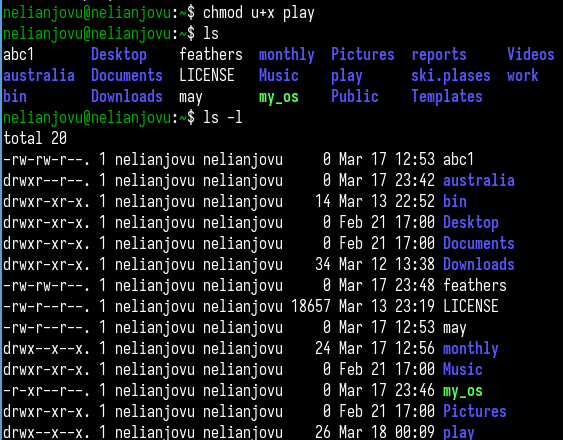 nelianjovu@nelianjovu:~$ chmod u+x play
nelianjovu@nelianjovu:~$ ls
abc1 Desktop feathers monthly Pictures reports Videos
australia Documents LICENSE Music play ski.plases work
bin Downloads may my_os Public Templates
nelianjovu@nelianjovu:~$ ls -l
total 20
-rw-rw-r--. 1 nelianjovu nelianjovu 0 Mar 17 12:53 abc1
drwxr--r--. 1 nelianjovu nelianjovu 0 Mar 17 23:42 australia
drwxr-xr-x. 1 nelianjovu nelianjovu 14 Mar 13 22:52 bin
drwxr-xr-x. 1 nelianjovu nelianjovu 0 Feb 21 17:00 Desktop
drwxr-xr-x. 1 nelianjovu nelianjovu 0 Feb 21 17:00 Documents
drwxr-xr-x. 1 nelianjovu nelianjovu 34 Mar 12 13:38 Downloads
-rw-rw-r--. 1 nelianjovu nelianjovu 0 Mar 17 23:48 feathers
-rw-r--r--. 1 nelianjovu nelianjovu 18657 Mar 13 23:19 LICENSE
-rw-rw-r--. 1 nelianjovu nelianjovu 0 Mar 17 12:53 may
drwx--x--x. 1 nelianjovu nelianjovu 24 Mar 17 12:56 monthly
drwxr-xr-x. 1 nelianjovu nelianjovu 0 Feb 21 17:00 Music
-r-xr--r--. 1 nelianjovu nelianjovu 0 Mar 17 23:46 my_os
drwxr-xr-x. 1 nelianjovu nelianjovu 0 Feb 21 17:00 Pictures
drwx--x--x. 1 nelianjovu nelianjovu 26 Mar 18 00:09 play